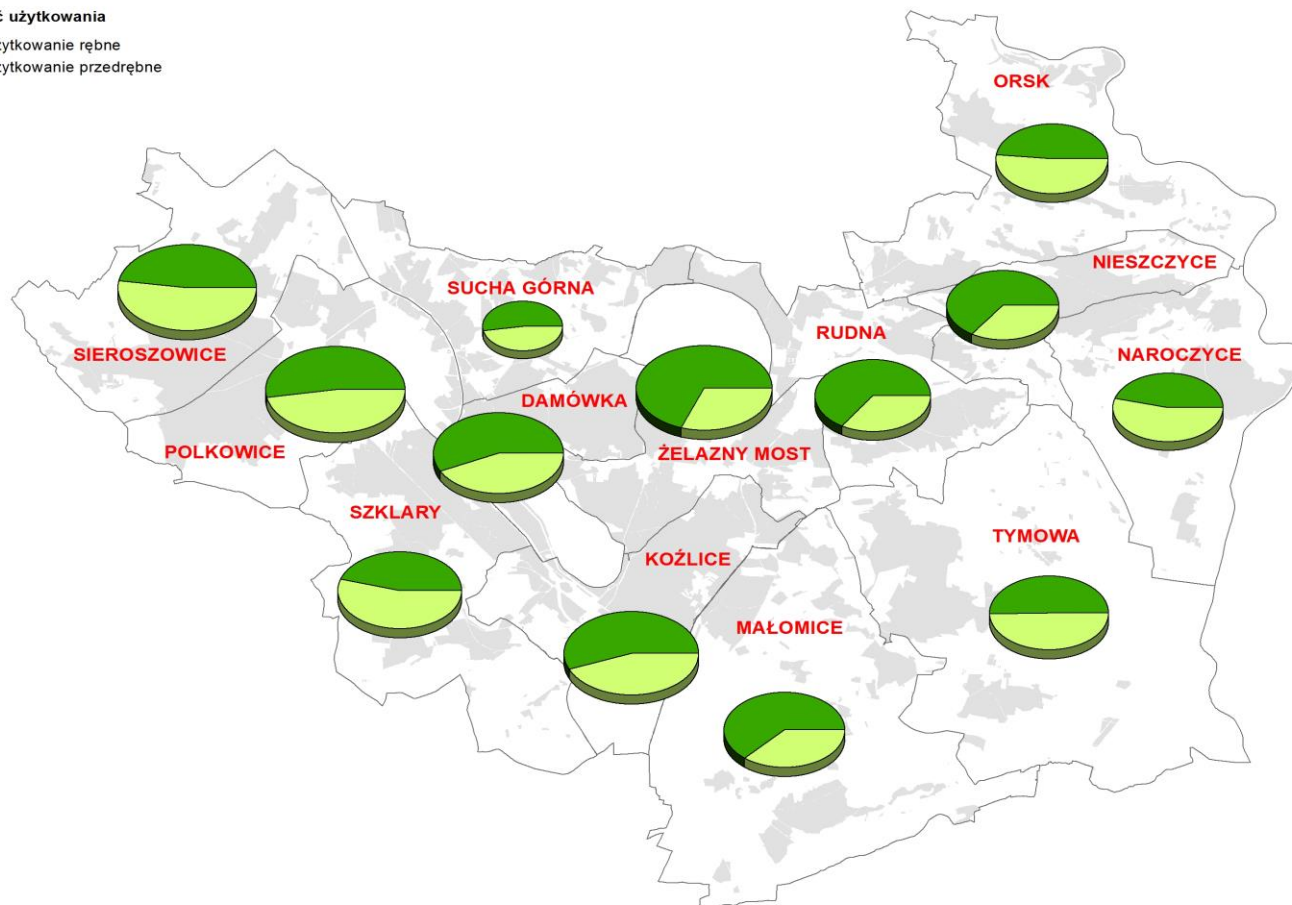 ć użytkowania
żytkowanie rębne
żytkowanie przedrębne
ORSK
NIESZCZYCE
SUCHA GÓRNA
RUDNA
SIEROSZOWICE
NAROCZYCE
DAMÓWKA
POLKOWICE
ŻELAZNY MOST
SZKLARY
TYMOWA
KOŹLICE
MAŁOMICE